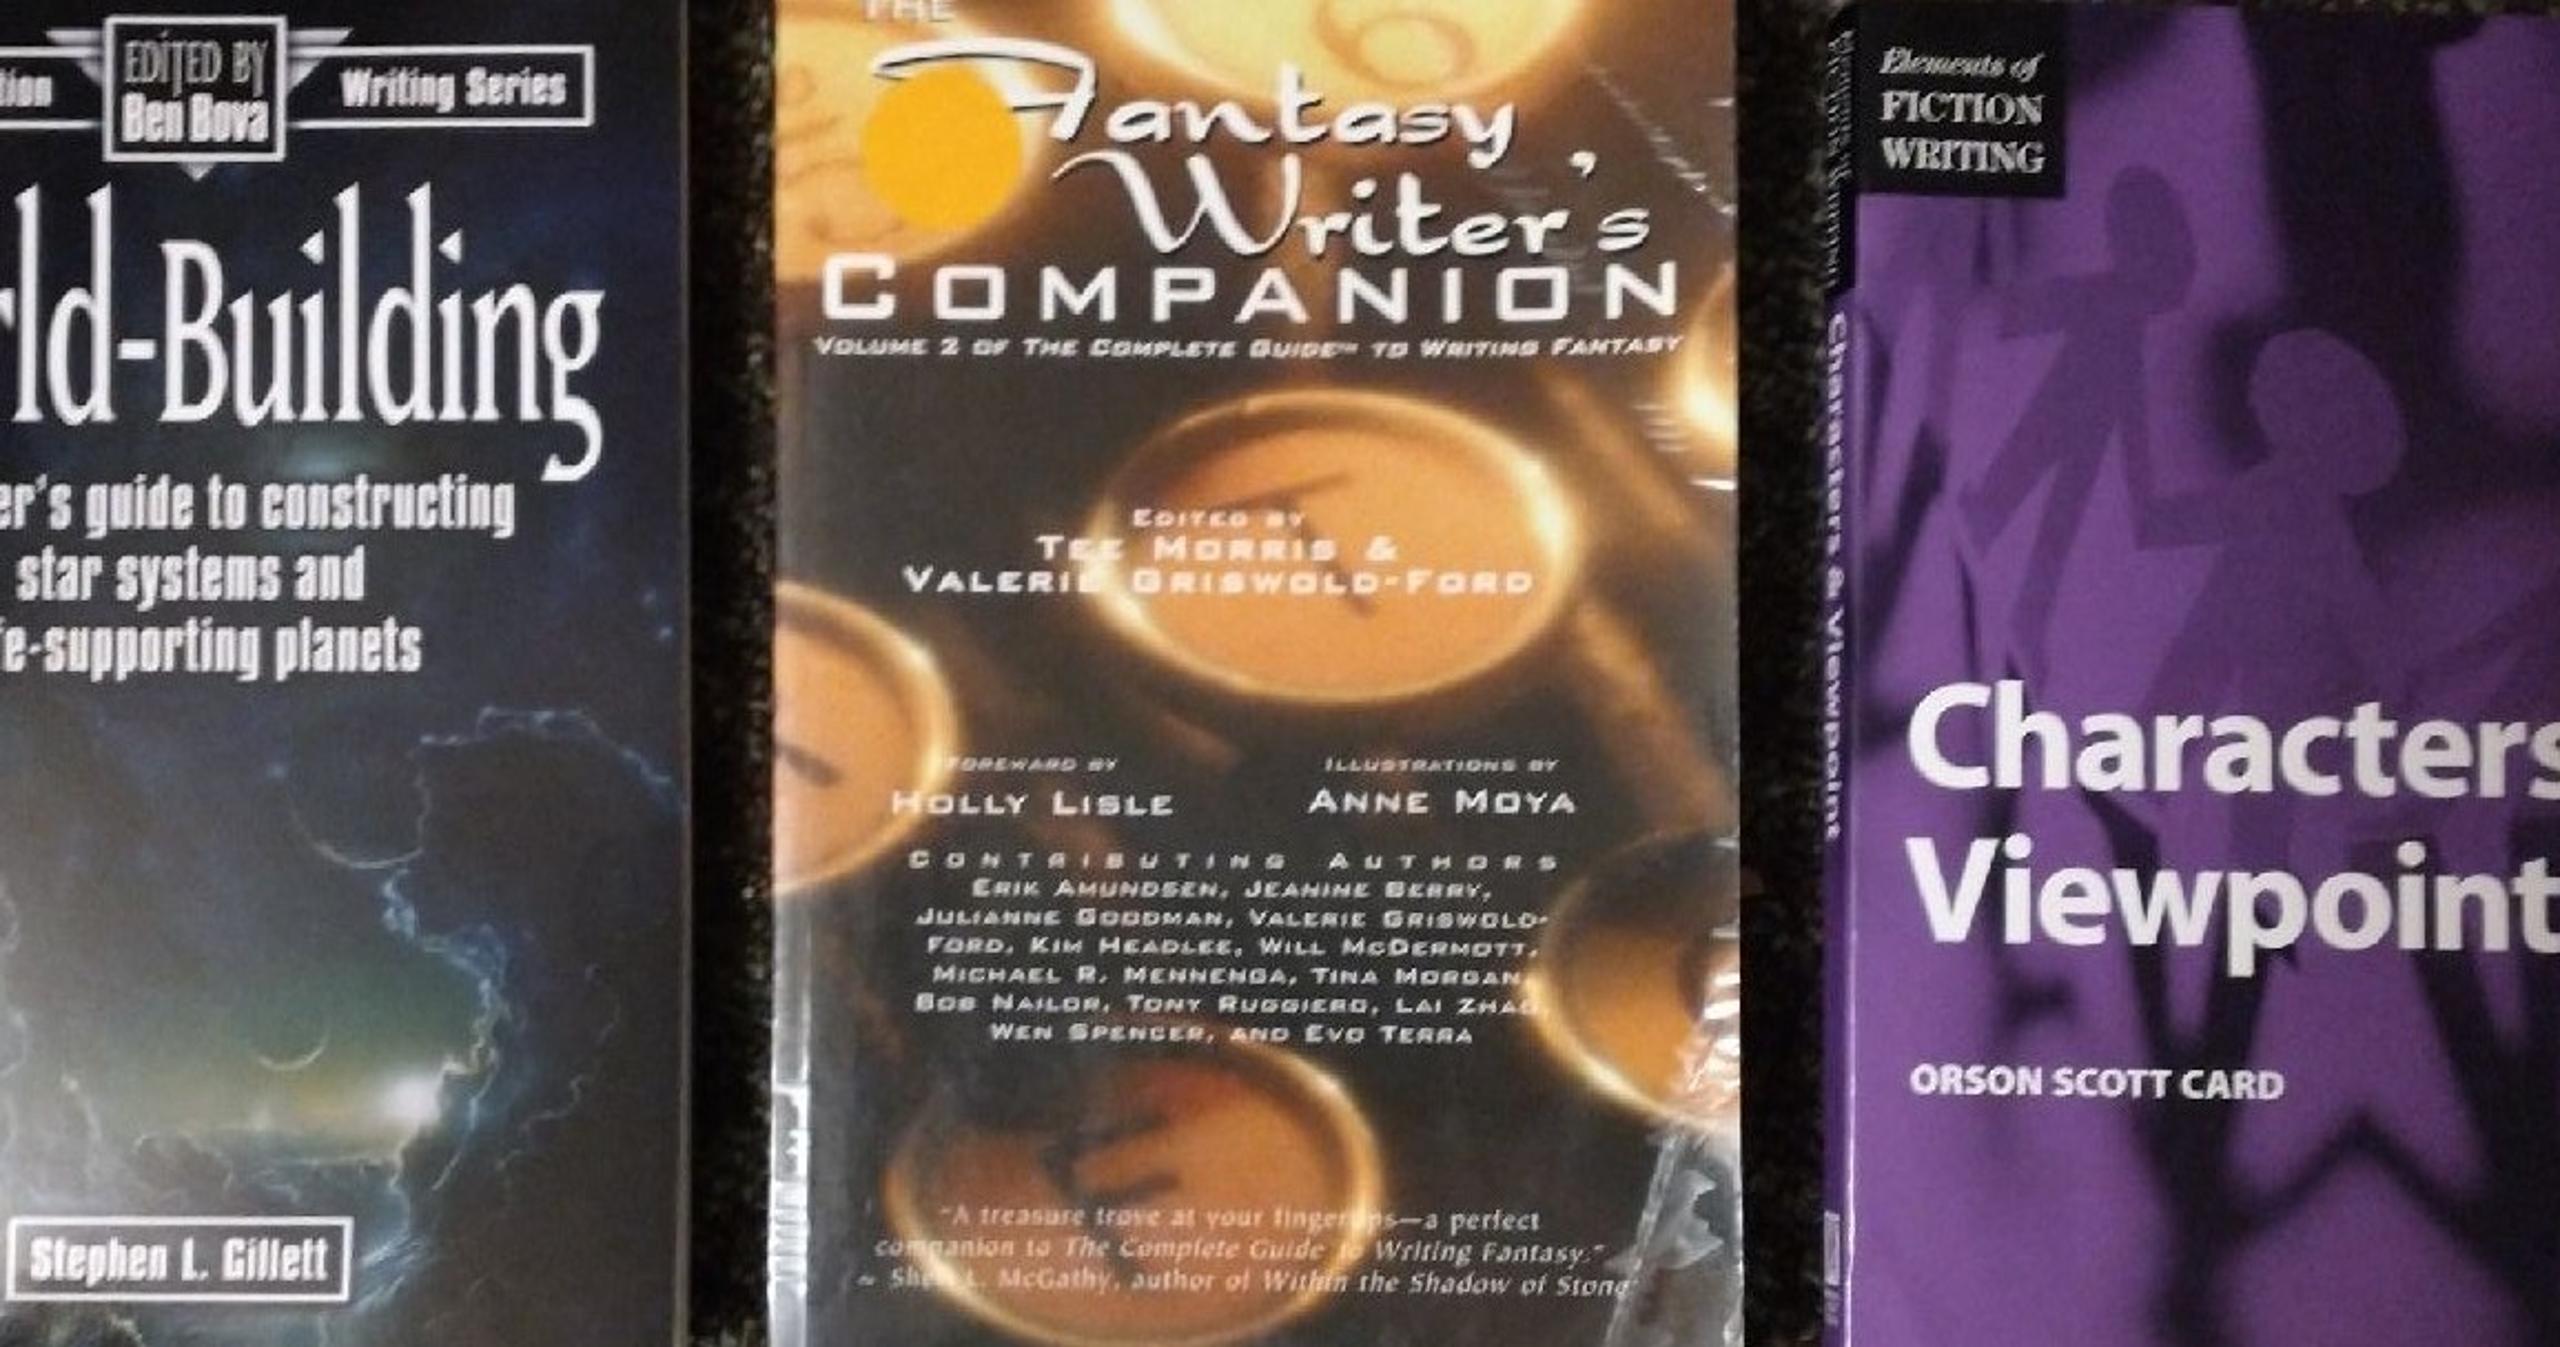 EDITED BY
Ben Bova
Writing Series
ld-Building
er's guide to constructing
star systems and
fe-supporting planets
Stephen L. Gillett
THE
Fantasy
Writer's
COMPANION
VOLUME 2 OF THE COMPLETE GUIDE™ TO WRITING FANTASY
EDITED BY
TEE MORRIS &
VALERIE GRISWOLD-FORD
FOREWARD BY
HOLLY LISLE
ILLUSTRATIONS BY
ANNE MOYA
CONTRIBUTING AUTHORS
ERIK AMUNDSEN, JEANINE BERRY,
JULIANNE GOODMAN, VALERIE GRISWOLD-
FORD, KIM HEADLEE, WILL MCDERMOTT,
MICHAEL R. MENNENGA, TINA MORGAN,
BOB NAILOR, TONY RUGGIERO, LAI ZHAO,
WEN SPENCER, AND EVO TERRA
"A treasure trove at your fingertips—a perfect
companion to The Complete Guide to Writing Fantasy."
~ L. McGathy, author of Within the Shadow of Stone
Characters & Viewpoint
Elements of
FICTION
WRITING
Characters
Viewpoint
ORSON SCOTT CARD